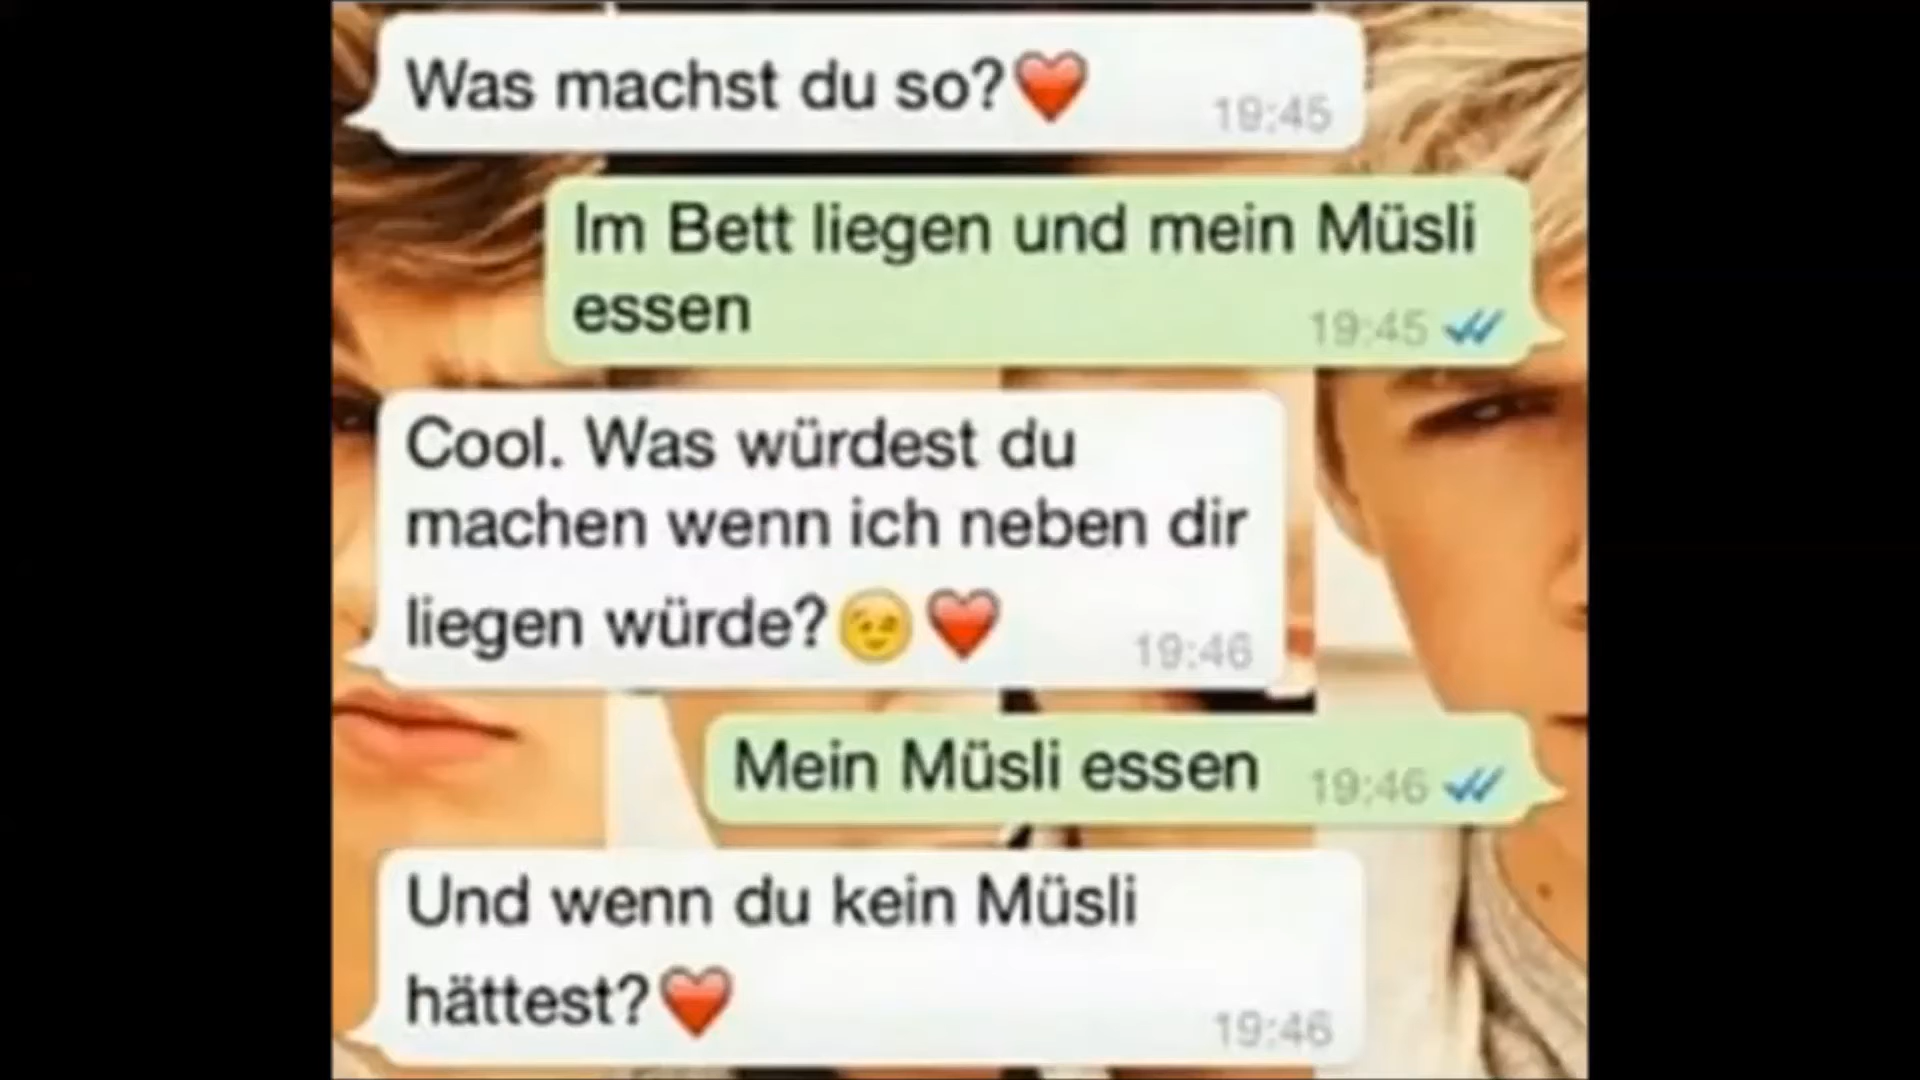 Was machst du so?❤️
19:45
Im Bett liegen und mein Müsli
essen
19:45
Cool. Was würdest du
machen wenn ich neben dir
liegen würde?😉❤️
19:46
Mein Müsli essen
19:46
Und wenn du kein Müsli
hättest?❤️
19:46